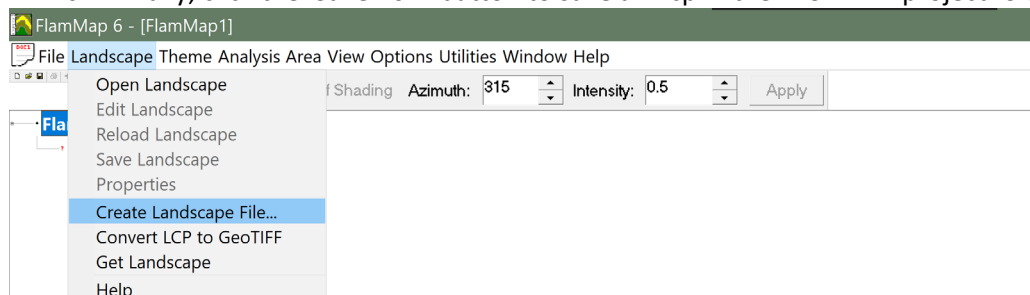 FlamMap 6 - [FlamMap1]
File Landscape Theme Analysis Area View Options Utilities Window Help
Open Landscape
f Shading Azimuth: 315 Intensity: 0.5 Apply
Edit Landscape
Fla
Reload Landscape
Save Landscape
Properties
Create Landscape File...
Convert LCP to GeoTIFF
Get Landscape
Help